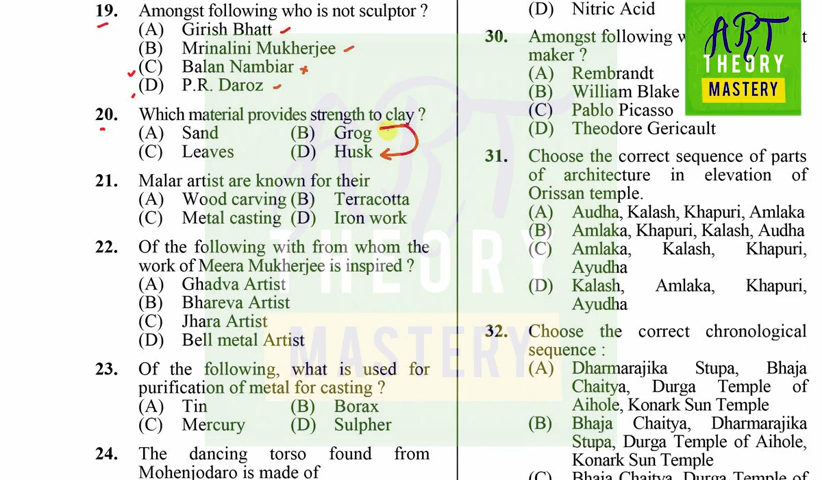 19. Amongst following who is not sculptor ?
(A) Girish Bhatt
(B) Mrinalini Mukherjee
(C) Balan Nambiar
(D) P.R. Daroz
20. Which material provides strength to clay ?
(A) Sand (B) Grog
(C) Leaves (D) Husk
21. Malar artist are known for their
(A) Wood carving (B) Terracotta
(C) Metal casting (D) Iron work
22. Of the following with from whom the
work of Meera Mukherjee is inspired ?
(A) Ghadva Artist
(B) Bhareva Artist
(C) Jhara Artist
(D) Bell metal Artist
23. Of the following, what is used for
purification of metal for casting ?
(A) Tin (B) Borax
(C) Mercury (D) Sulpher
24. The dancing torso found from
Mohenjodaro is made of
(D) Nitric Acid
30. Amongst following
maker ?
(A) Rembrandt
(B) William Blake
(C) Pablo Picasso
(D) Theodore Gericault
31. Choose the correct sequence of parts
of architecture in elevation of
Orissan temple.
(A) Audha, Kalash, Khapuri, Amlaka
(B) Amlaka, Khapuri, Kalash, Audha
(C) Amlaka, Kalash, Khapuri,
Ayudha
(D) Kalash, Amlaka, Khapuri,
Ayudha
32. Choose the correct chronological
sequence :
(A) Dharmarajika Stupa, Bhaja
Chaitya, Durga Temple of
Aihole, Konark Sun Temple
(B) Bhaja Chaitya, Dharmarajika
Stupa, Durga Temple of Aihole,
Konark Sun Temple
(C) Bhaja Chaitya, Durga Temple of
ART
THEORY
MASTERY
ART
THEORY
MASTERY